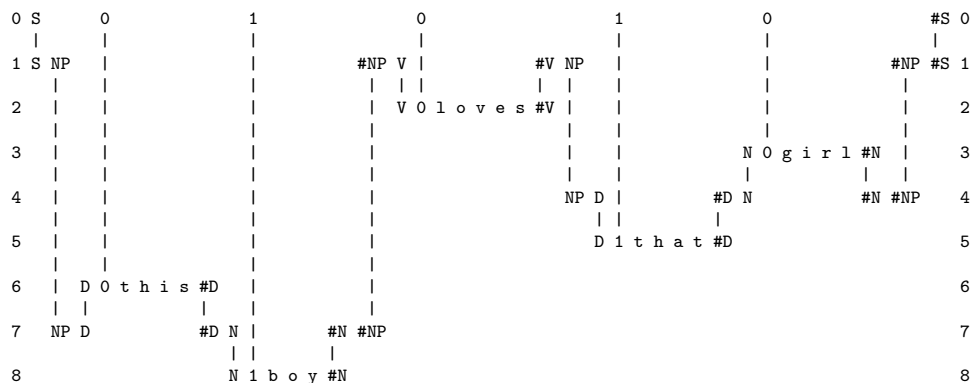 0 S 0 1 0 1 0 #S 0
| | | | | | |
1 S NP | | #NP V | #V NP | | #NP #S 1
| | | | | | | | | | |
2 | | | | V 0 l o v e s #V | | | | 2
| | | | | | | |
3 | | | | | | N 0 g i r l #N | 3
| | | | | | | | |
4 | | | | NP D | #D N #N #NP 4
| | | | | | |
5 | | | | D 1 t h a t #D 5
| | | |
6 | D 0 t h i s #D | | 6
| | | | |
7 NP D #D N | #N #NP 7
| | |
8 N 1 b o y #N 8